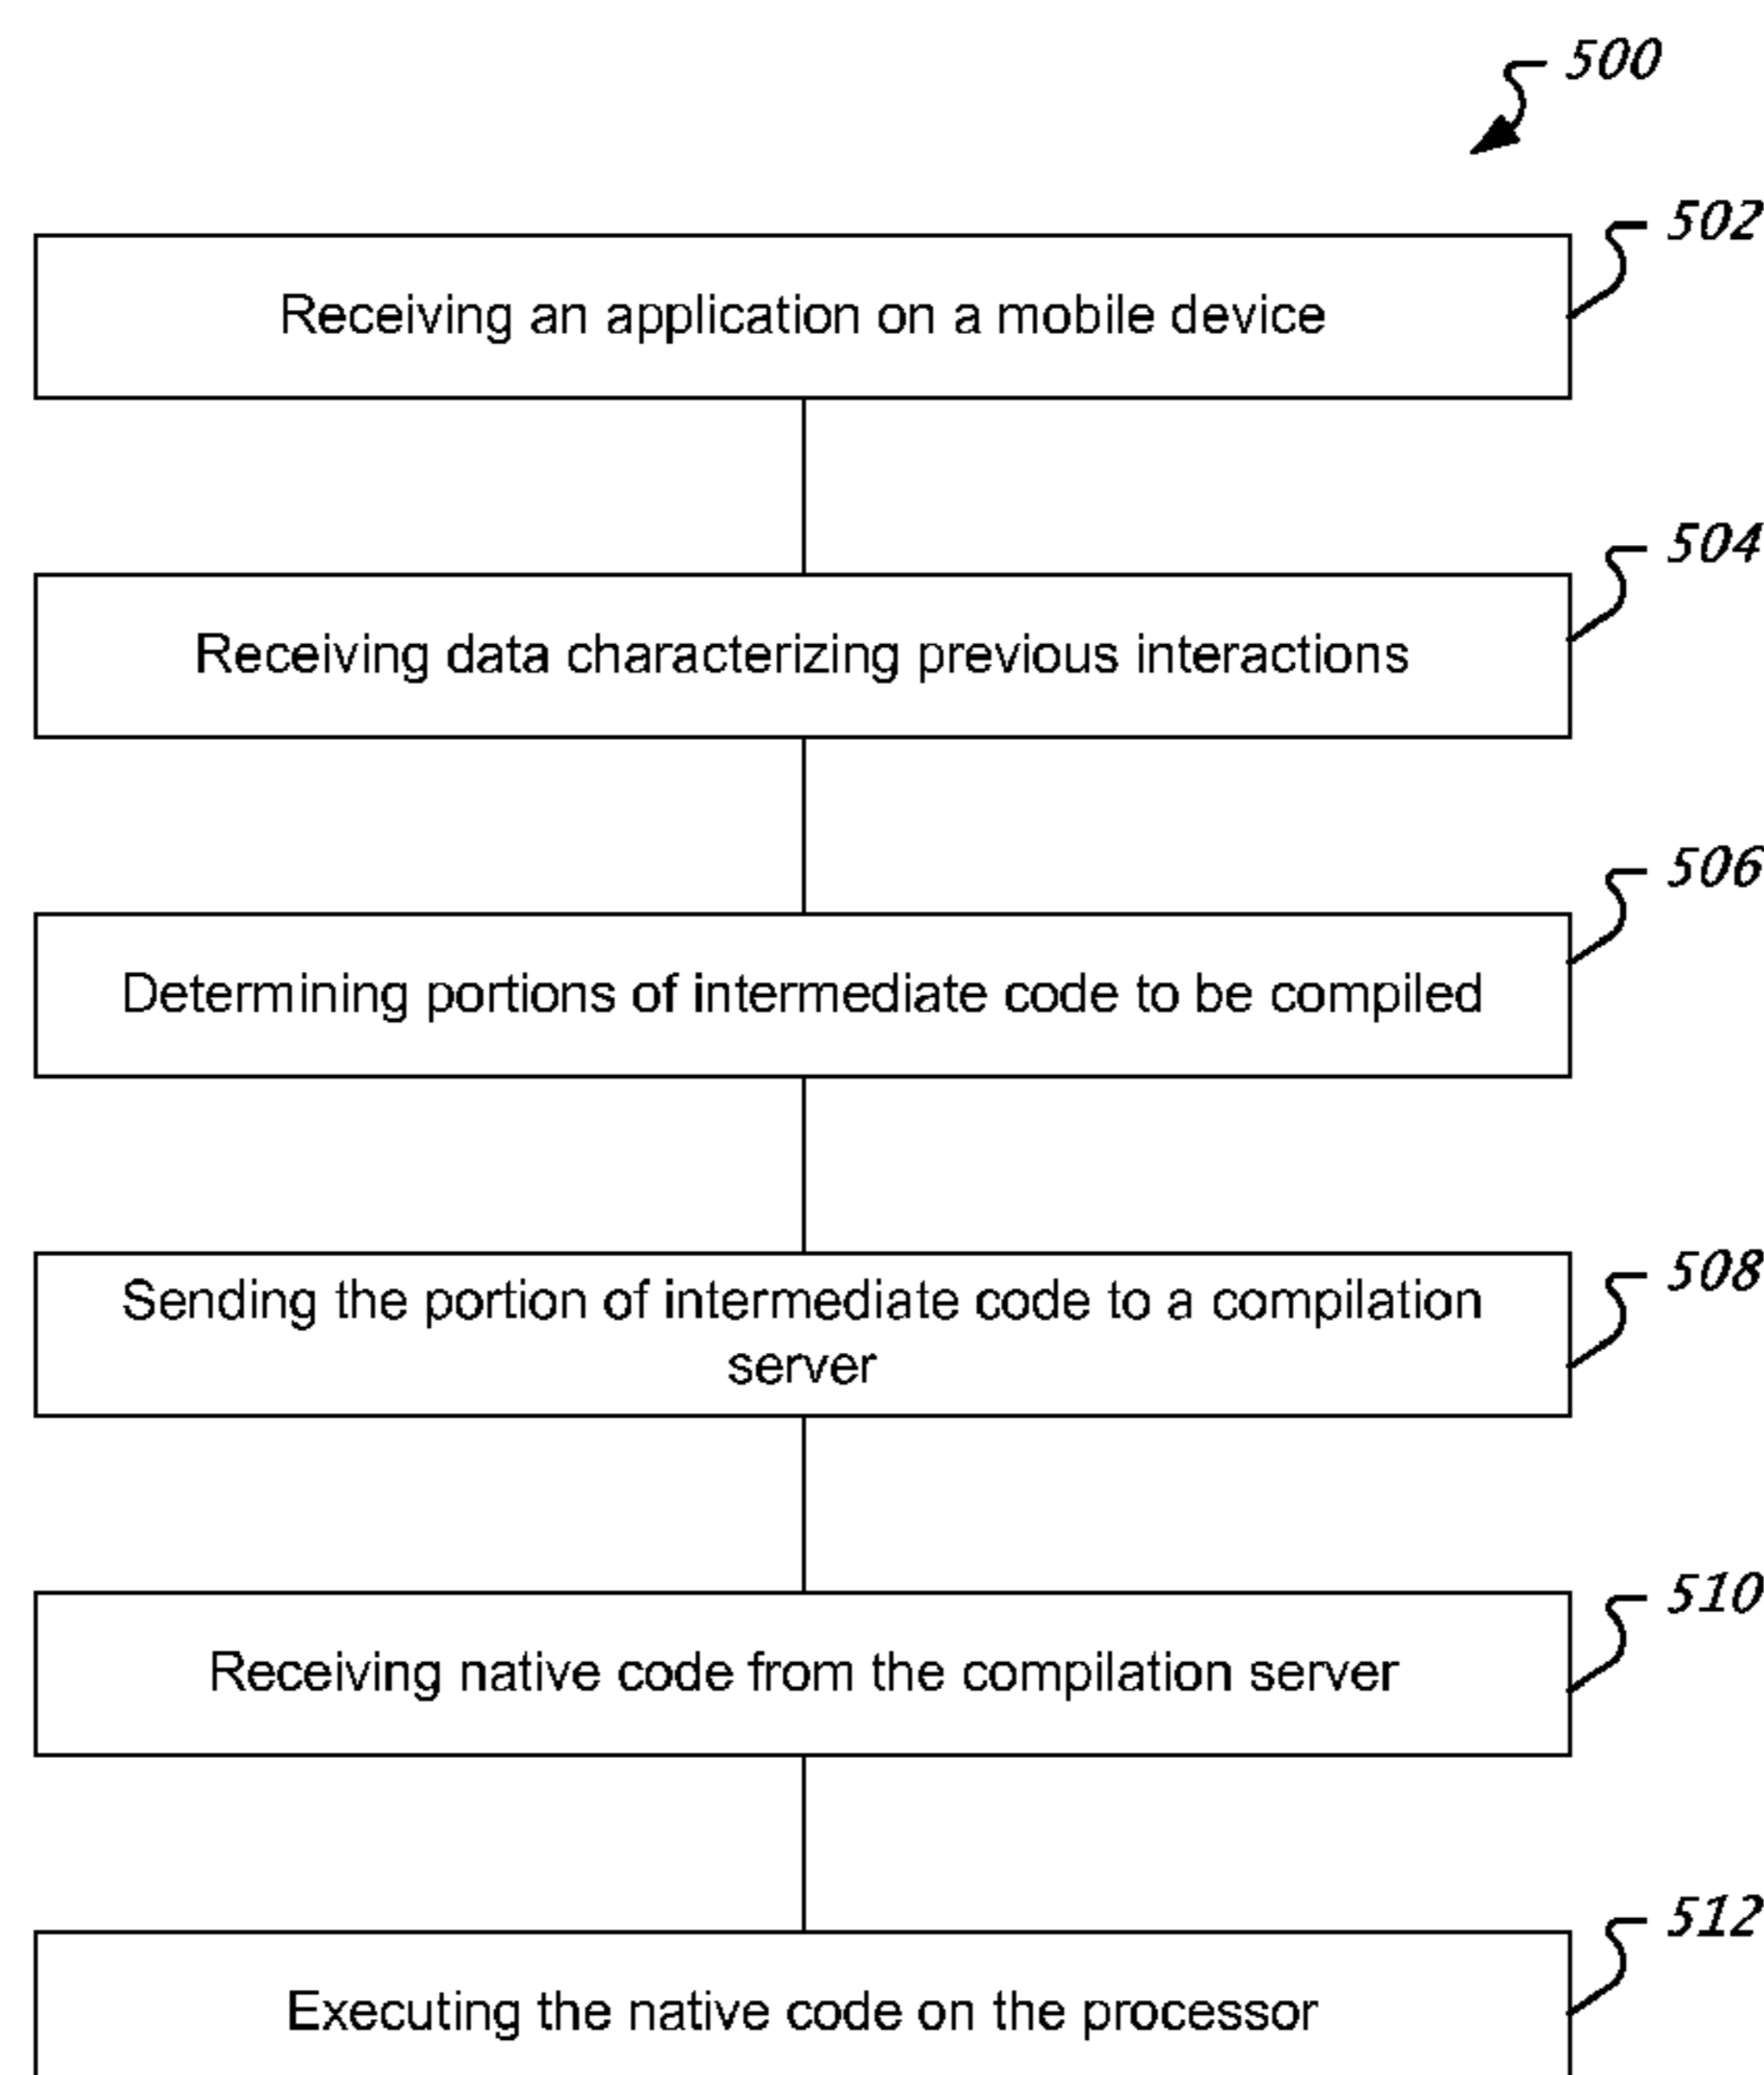 500
502
Receiving an application on a mobile device
504
Receiving data characterizing previous interactions
506
Determining portions of intermediate code to be compiled
508
Sending the portion of intermediate code to a compilation
server
510
Receiving native code from the compilation server
512
Executing the native code on the processor